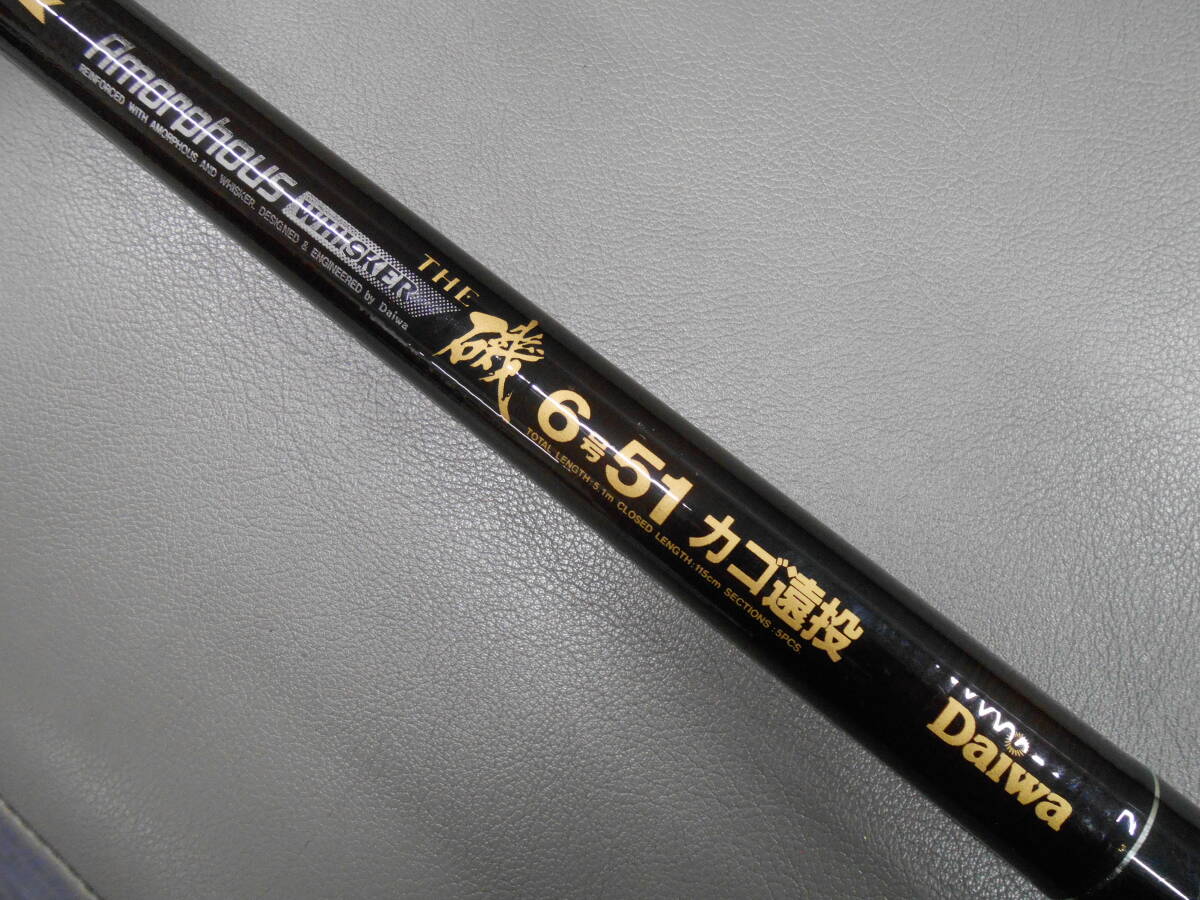 Amorphous WHISKER
REINFORCED WITH AMORPHOUS AND WHISKER. DESIGNED & ENGINEERED by Daiwa
THE
磯 6号51 カゴ遠投
TOTAL LENGTH:5.1m CLOSED LENGTH:115cm SECTIONS:5PCS.
Daiwa